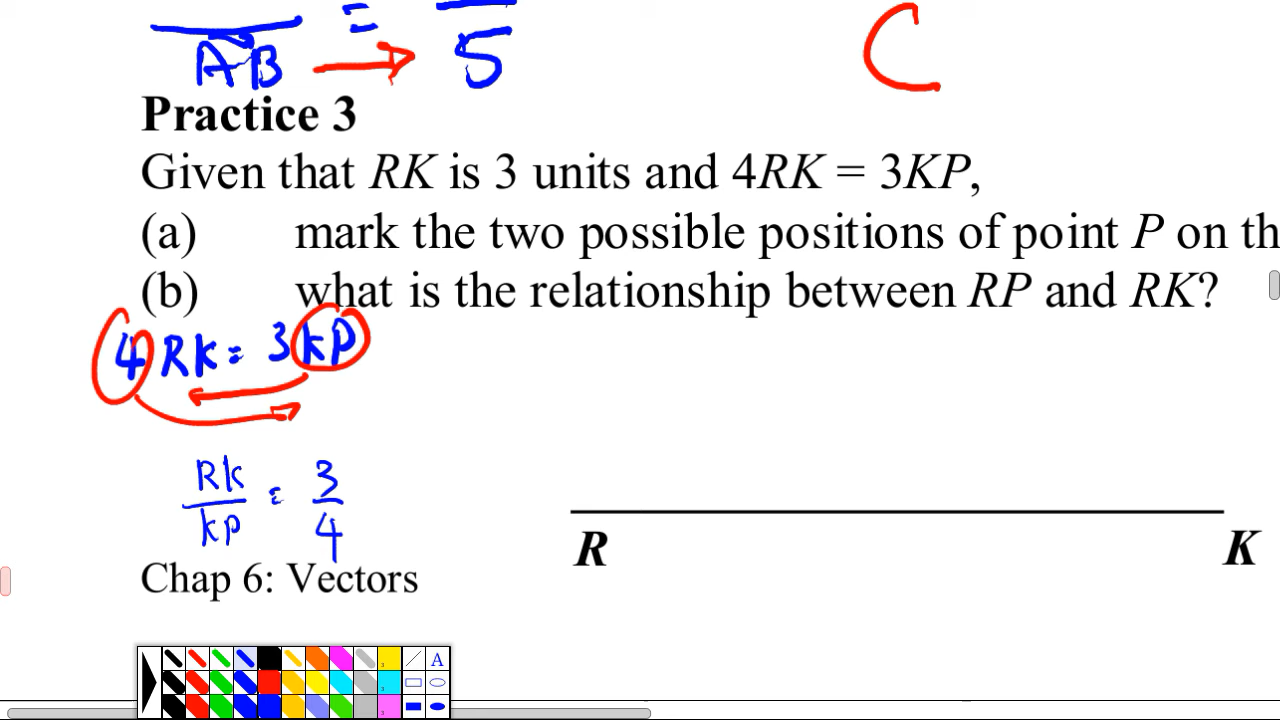 AB = 5
C
Practice 3
Given that RK is 3 units and 4RK = 3KP,
(a) mark the two possible positions of point P on th
(b) what is the relationship between RP and RK?
4RK = 3KP
RK/KP = 3/4
R K
Chap 6: Vectors
A